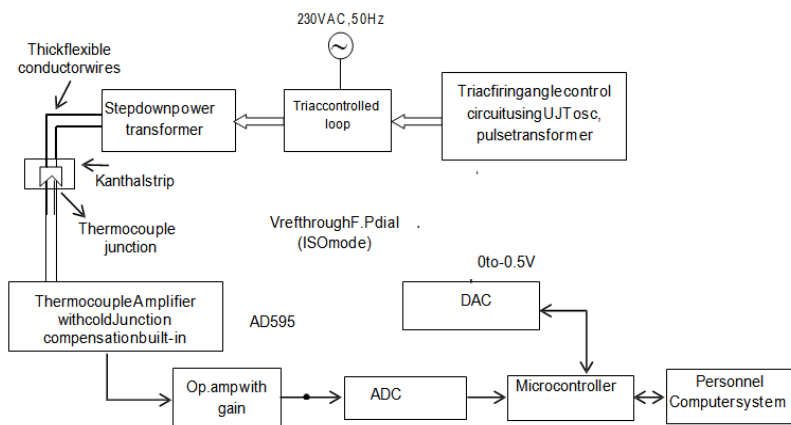 230VAC,50Hz
Thickflexible
conductorwires
Stepdownpower
transformer
Triaccontrolled
loop
Triacfiringanglecontrol
circuitusingUJTosc,
pulsetransformer
Kanthalstrip
Thermocouple
junction
VrefthroughF.Pdial .
(ISOmode)
0to-0.5V
ThermocoupleAmplifier
withcoldJunction
compensationbuilt-in
AD595
DAC
Op.ampwith
gain
ADC
Microcontroller
Personnel
Computersystem